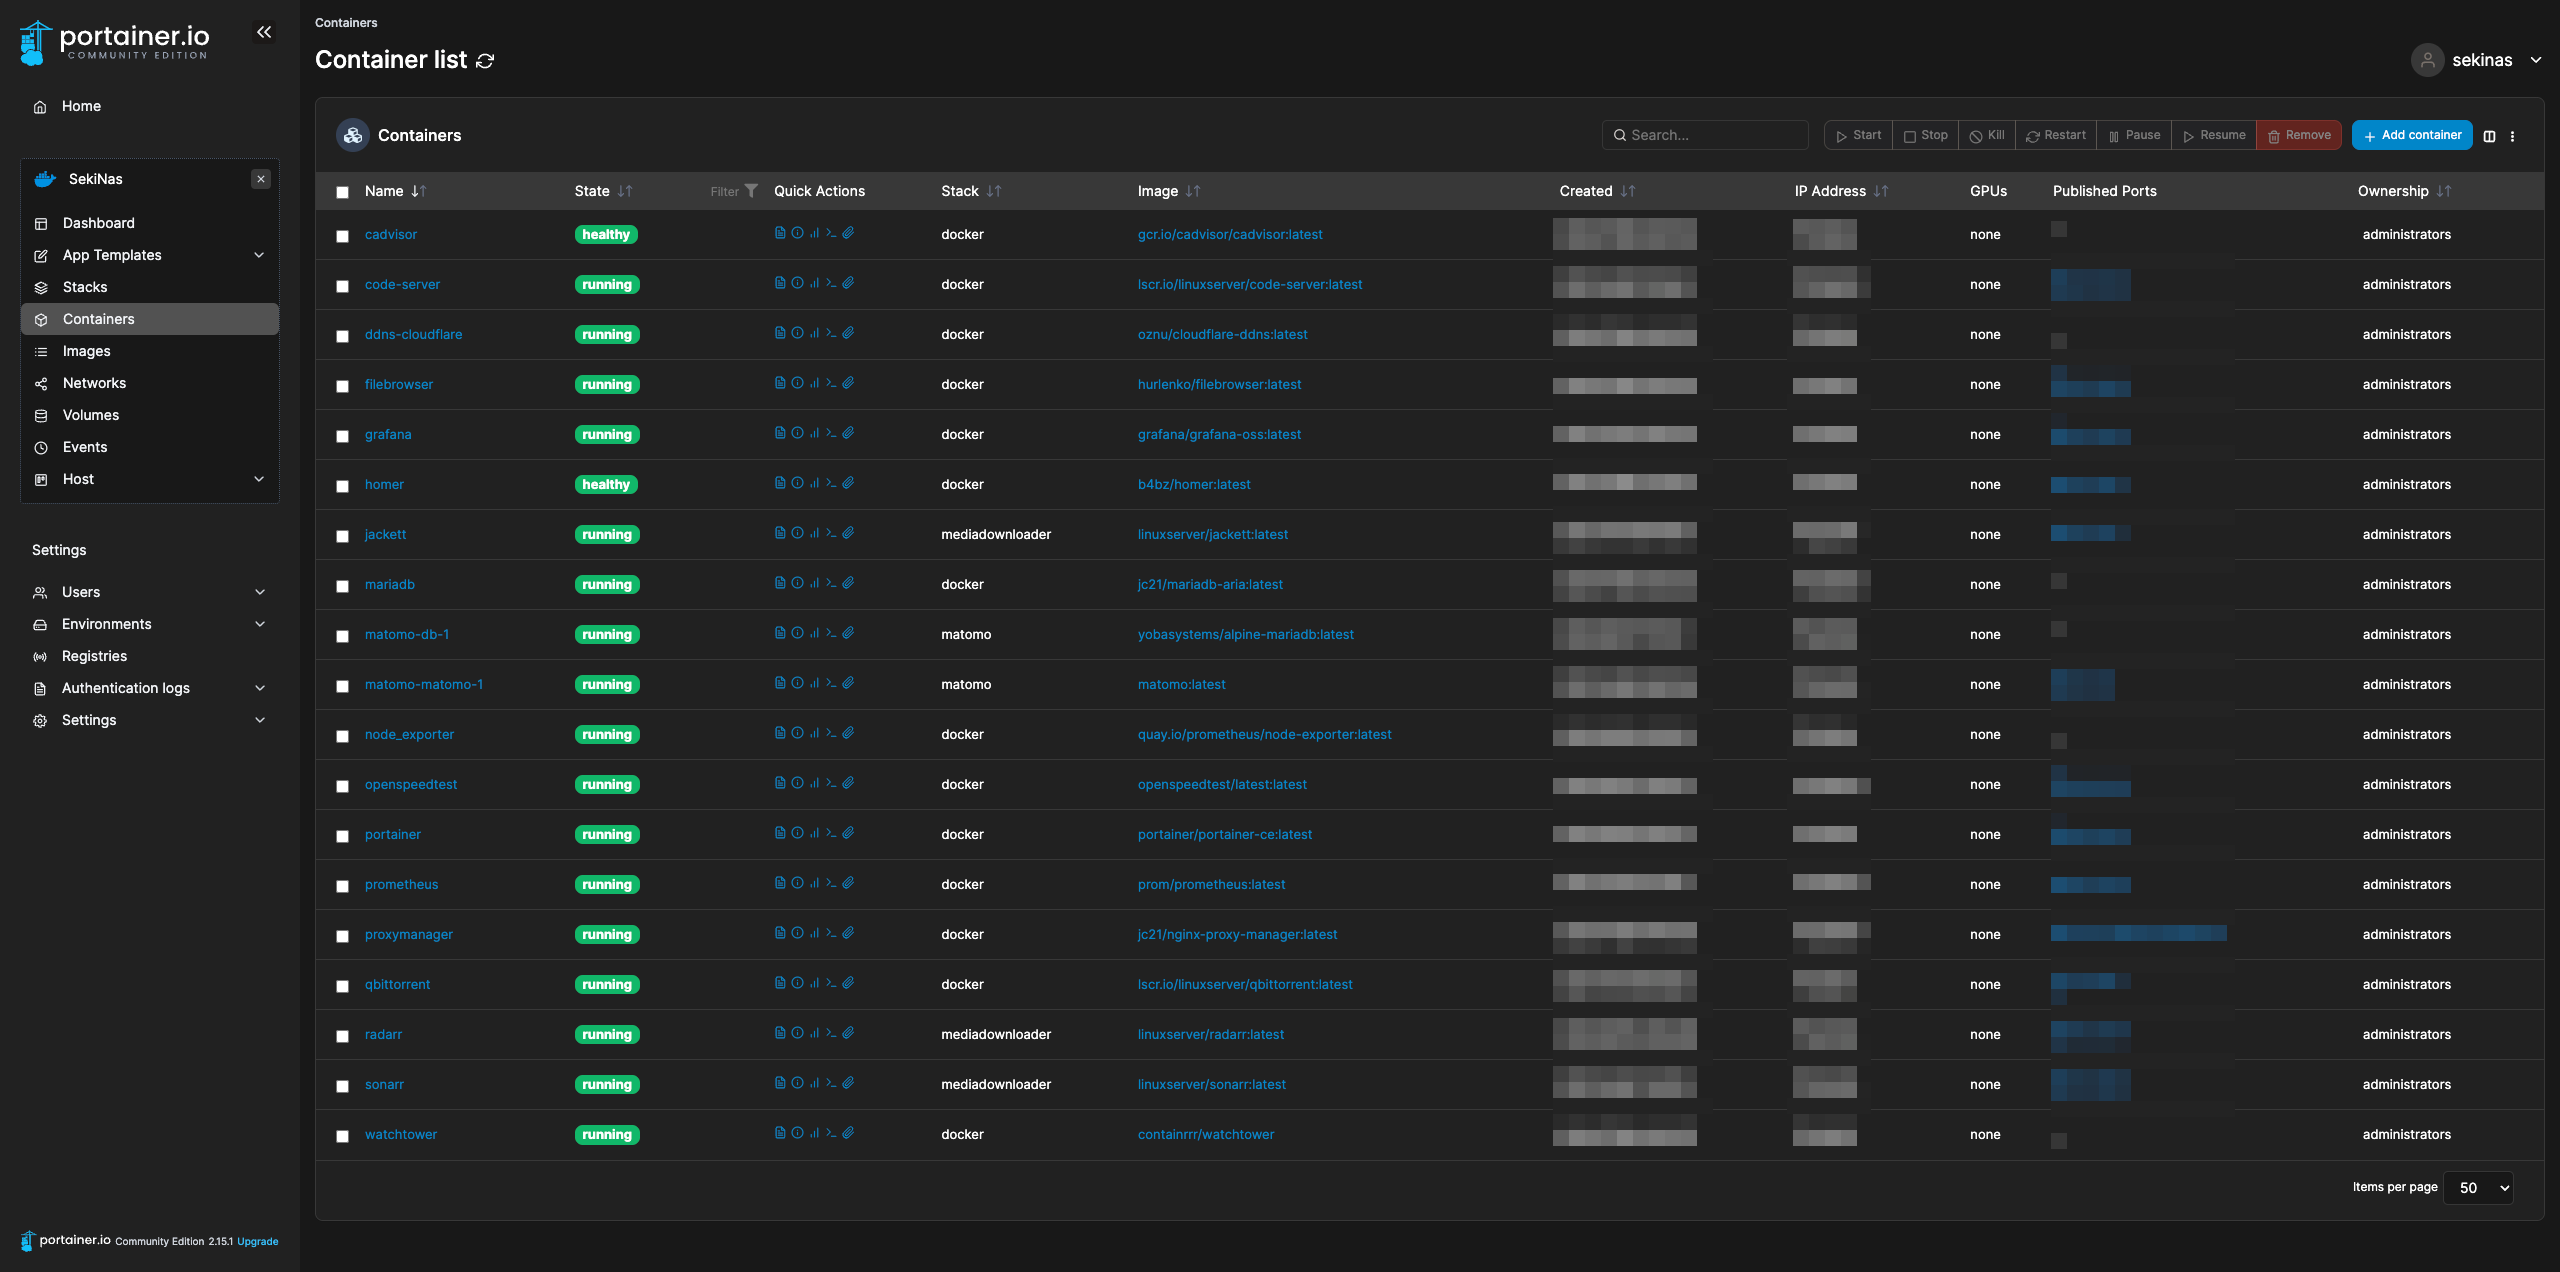 portainer.io
COMMUNITY EDITION
Home
SekiNas
Dashboard
App Templates
Stacks
Containers
Images
Networks
Volumes
Events
Host
Settings
Users
Environments
Registries
Authentication logs
Settings
portainer.io Community Edition 2.15.1 Upgrade
Containers
Container list
sekinas
Containers
Search... Start Stop Kill Restart Pause Resume Remove + Add container
Name State Filter Quick Actions Stack Image Created IP Address GPUs Published Ports Ownership
cadvisor healthy docker gcr.io/cadvisor/cadvisor:latest none administrators
code-server running docker lscr.io/linuxserver/code-server:latest none administrators
ddns-cloudflare running docker oznu/cloudflare-ddns:latest none administrators
filebrowser running docker hurlenko/filebrowser:latest none administrators
grafana running docker grafana/grafana-oss:latest none administrators
homer healthy docker b4bz/homer:latest none administrators
jackett running mediadownloader linuxserver/jackett:latest none administrators
mariadb running docker jc21/mariadb-aria:latest none administrators
matomo-db-1 running matomo yobasystems/alpine-mariadb:latest none administrators
matomo-matomo-1 running matomo matomo:latest none administrators
node_exporter running docker quay.io/prometheus/node-exporter:latest none administrators
openspeedtest running docker openspeedtest/latest:latest none administrators
portainer running docker portainer/portainer-ce:latest none administrators
prometheus running docker prom/prometheus:latest none administrators
proxymanager running docker jc21/nginx-proxy-manager:latest none administrators
qbittorrent running docker lscr.io/linuxserver/qbittorrent:latest none administrators
radarr running mediadownloader linuxserver/radarr:latest none administrators
sonarr running mediadownloader linuxserver/sonarr:latest none administrators
watchtower running docker containrrr/watchtower none administrators
Items per page 50